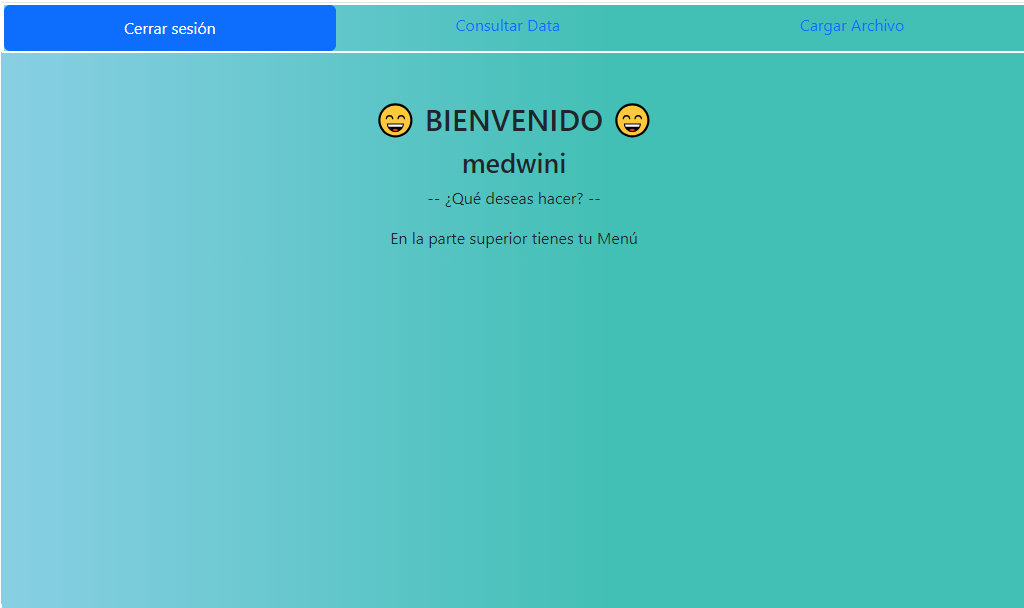 Cerrar sesión
Consultar Data
Cargar Archivo
😄 BIENVENIDO 😄
medwini
-- ¿Qué deseas hacer? --
En la parte superior tienes tu Menú